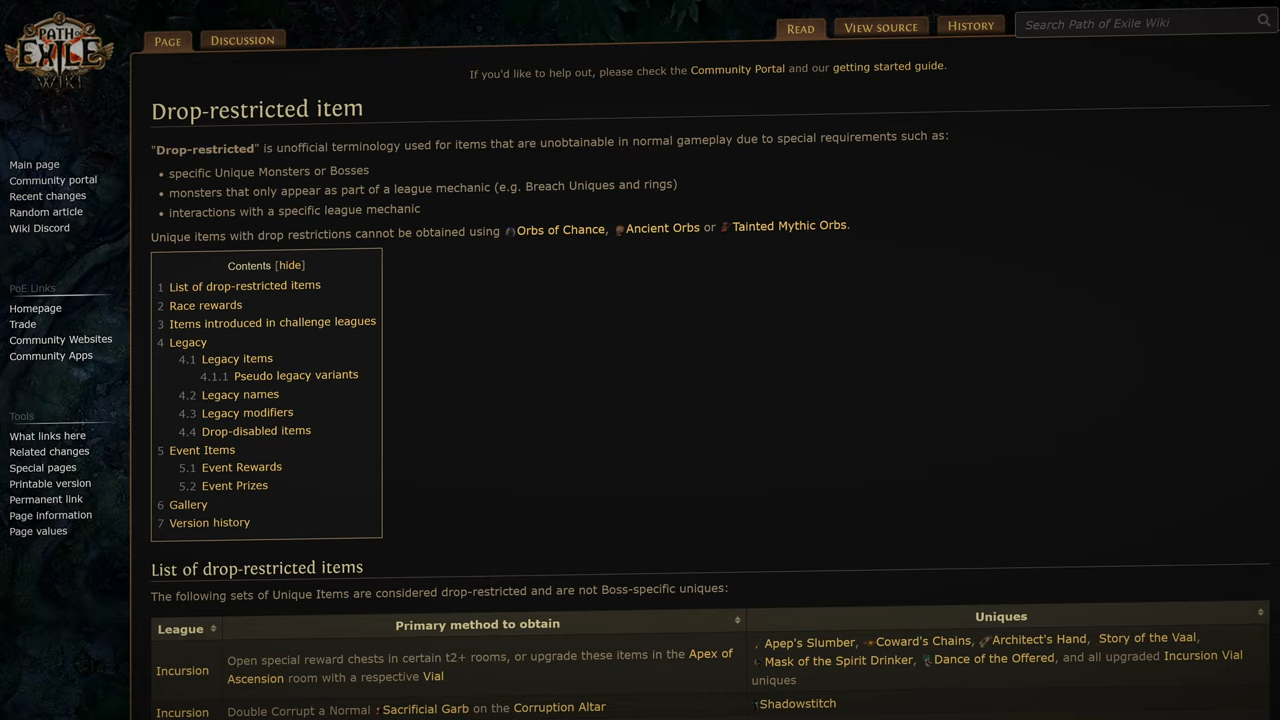 PATH OF EXILE WIKI
PAGE
DISCUSSION
READ
VIEW SOURCE
HISTORY
Search Path of Exile Wiki
If you'd like to help out, please check the Community Portal and our getting started guide.
Drop-restricted item
"Drop-restricted" is unofficial terminology used for items that are unobtainable in normal gameplay due to special requirements such as:
• specific Unique Monsters or Bosses
• monsters that only appear as part of a league mechanic (e.g. Breach Uniques and rings)
• interactions with a specific league mechanic
Unique items with drop restrictions cannot be obtained using Orbs of Chance, Ancient Orbs or Tainted Mythic Orbs.
Main page
Community portal
Recent changes
Random article
Wiki Discord
PoE Links
Homepage
Trade
Community Websites
Community Apps
Tools
What links here
Related changes
Special pages
Printable version
Permanent link
Page information
Page values
Contents [hide]
1 List of drop-restricted items
2 Race rewards
3 Items introduced in challenge leagues
4 Legacy
4.1 Legacy items
4.1.1 Pseudo legacy variants
4.2 Legacy names
4.3 Legacy modifiers
4.4 Drop-disabled items
5 Event Items
5.1 Event Rewards
5.2 Event Prizes
6 Gallery
7 Version history
List of drop-restricted items
The following sets of Unique Items are considered drop-restricted and are not Boss-specific uniques:
League
Primary method to obtain
Uniques
Incursion
Open special reward chests in certain t2+ rooms, or upgrade these items in the Apex of
Ascension room with a respective Vial
Apep's Slumber, Coward's Chains, Architect's Hand, Story of the Vaal,
Mask of the Spirit Drinker, Dance of the Offered, and all upgraded Incursion Vial
uniques
Incursion
Double Corrupt a Normal Sacrificial Garb on the Corruption Altar
Shadowstitch